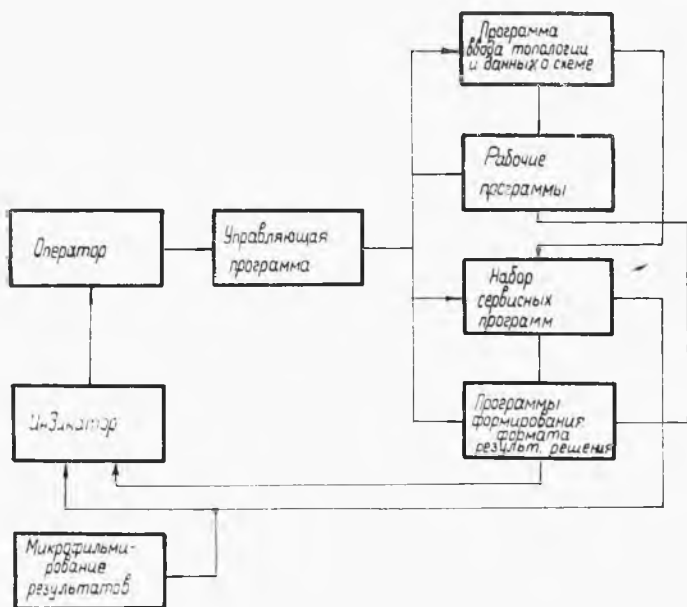 Программа
ввода топологии
и данных о схеме
Рабочие
программы
Оператор
Управляющая
программа
Набор
сервисных
программ
Индикатор
Программы
формирования
формата
результ. решения
Микрофильми-
рование
результатов